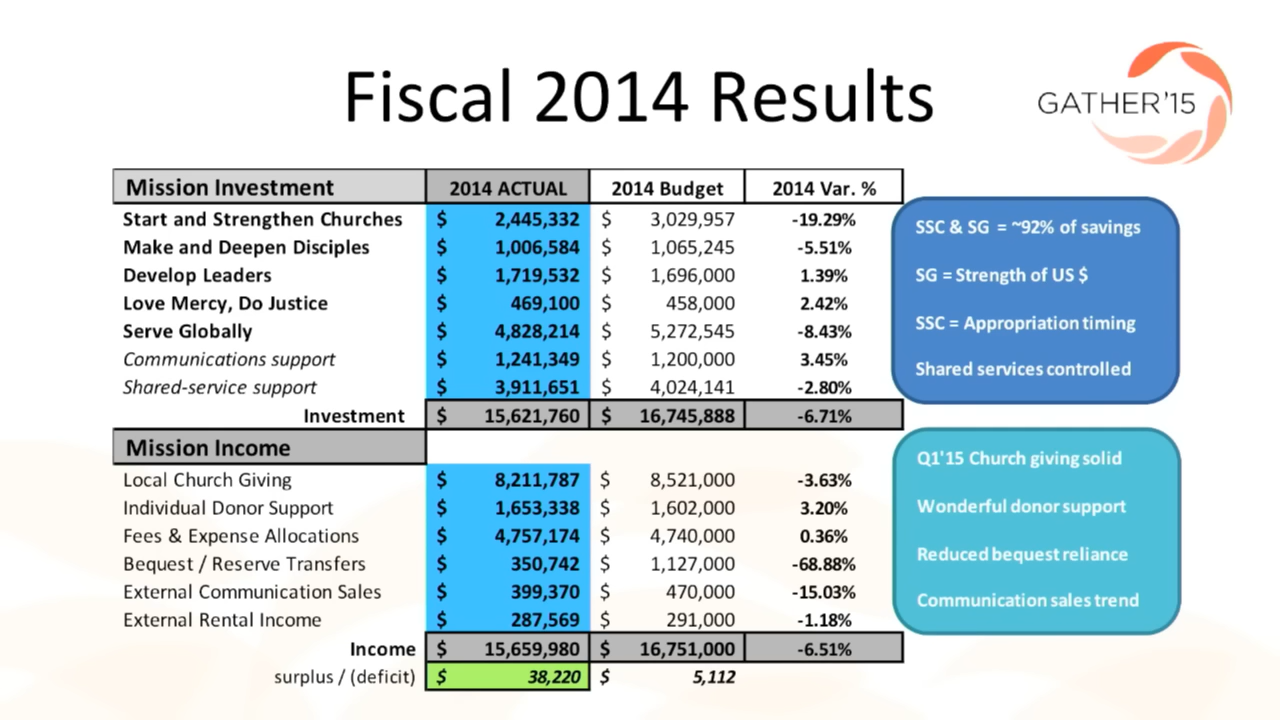 Fiscal 2014 Results
GATHER'15
Mission Investment 2014 ACTUAL 2014 Budget 2014 Var. %
Start and Strengthen Churches $ 2,445,332 $ 3,029,957 -19.29%
Make and Deepen Disciples $ 1,006,584 $ 1,065,245 -5.51%
Develop Leaders $ 1,719,532 $ 1,696,000 1.39%
Love Mercy, Do Justice $ 469,100 $ 458,000 2.42%
Serve Globally $ 4,828,214 $ 5,272,545 -8.43%
Communications support $ 1,241,349 $ 1,200,000 3.45%
Shared-service support $ 3,911,651 $ 4,024,141 -2.80%
Investment $ 15,621,760 $ 16,745,888 -6.71%
SSC & SG = ~92% of savings
SG = Strength of US $
SSC = Appropriation timing
Shared services controlled
Mission Income
Local Church Giving $ 8,211,787 $ 8,521,000 -3.63%
Individual Donor Support $ 1,653,338 $ 1,602,000 3.20%
Fees & Expense Allocations $ 4,757,174 $ 4,740,000 0.36%
Bequest / Reserve Transfers $ 350,742 $ 1,127,000 -68.88%
External Communication Sales $ 399,370 $ 470,000 -15.03%
External Rental Income $ 287,569 $ 291,000 -1.18%
Income $ 15,659,980 $ 16,751,000 -6.51%
surplus / (deficit) $ 38,220 $ 5,112
Q1'15 Church giving solid
Wonderful donor support
Reduced bequest reliance
Communication sales trend